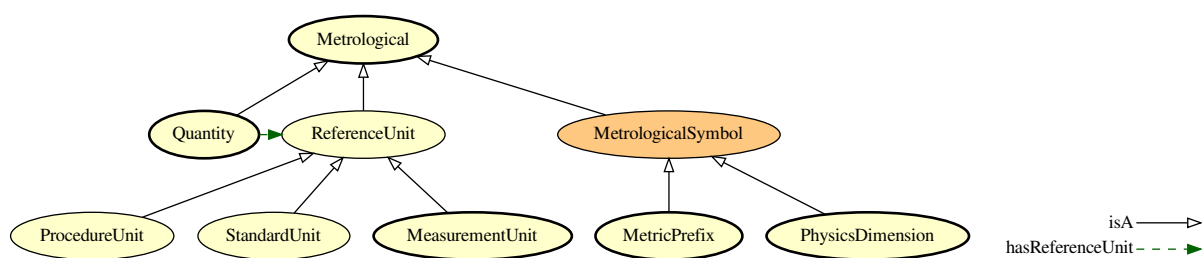 Metrological
Quantity
ReferenceUnit
MetrologicalSymbol
ProcedureUnit
StandardUnit
MeasurementUnit
MetricPrefix
PhysicsDimension
isA
hasReferenceUnit